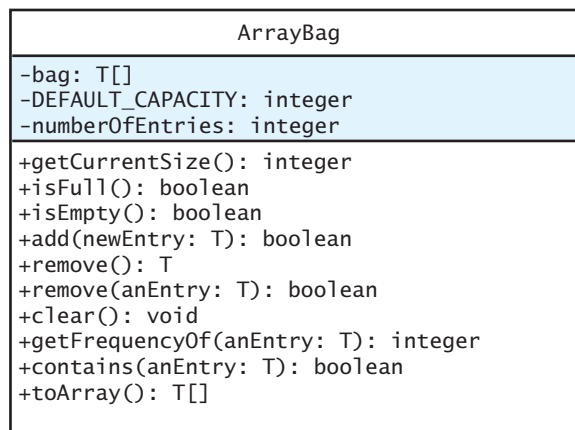 ArrayBag
-bag: T[]
-DEFAULT_CAPACITY: integer
-numberOfEntries: integer
+getCurrentSize(): integer
+isFull(): boolean
+isEmpty(): boolean
+add(newEntry: T): boolean
+remove(): T
+remove(anEntry: T): boolean
+clear(): void
+getFrequencyOf(anEntry: T): integer
+contains(anEntry: T): boolean
+toArray(): T[]